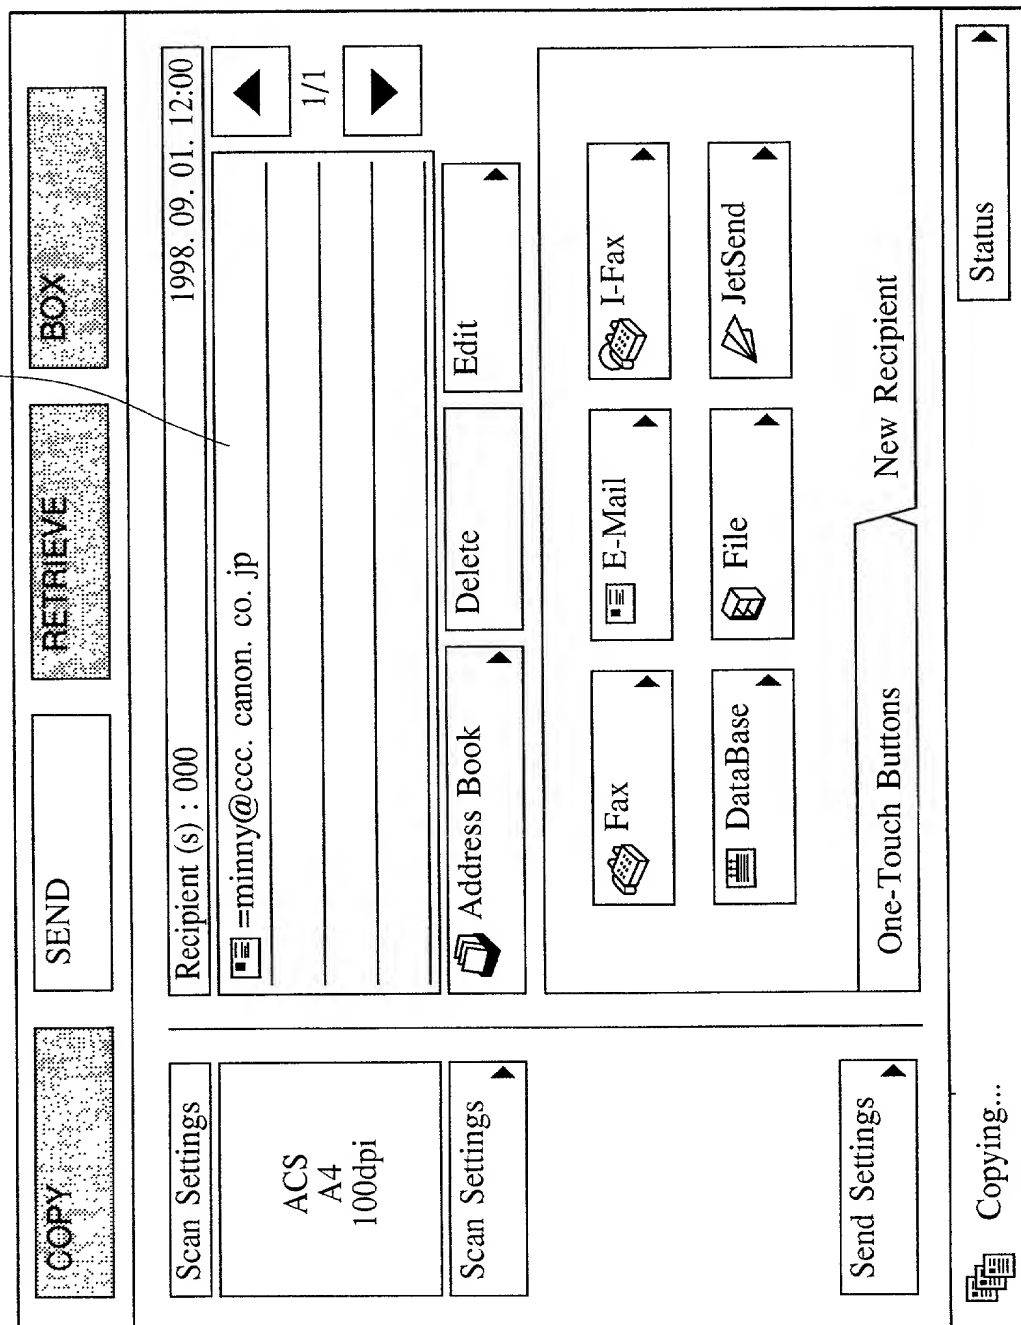 COPY SEND RETRIEVE BOX
Scan Settings
ACS
A4
100dpi
Scan Settings
Send Settings
Recipient (s) : 000 1998. 09. 01. 12:00
=minny@ccc. canon. co. jp
1/1
Address Book Delete Edit
Fax E-Mail I-Fax
DataBase File JetSend
One-Touch Buttons New Recipient
Copying... Status